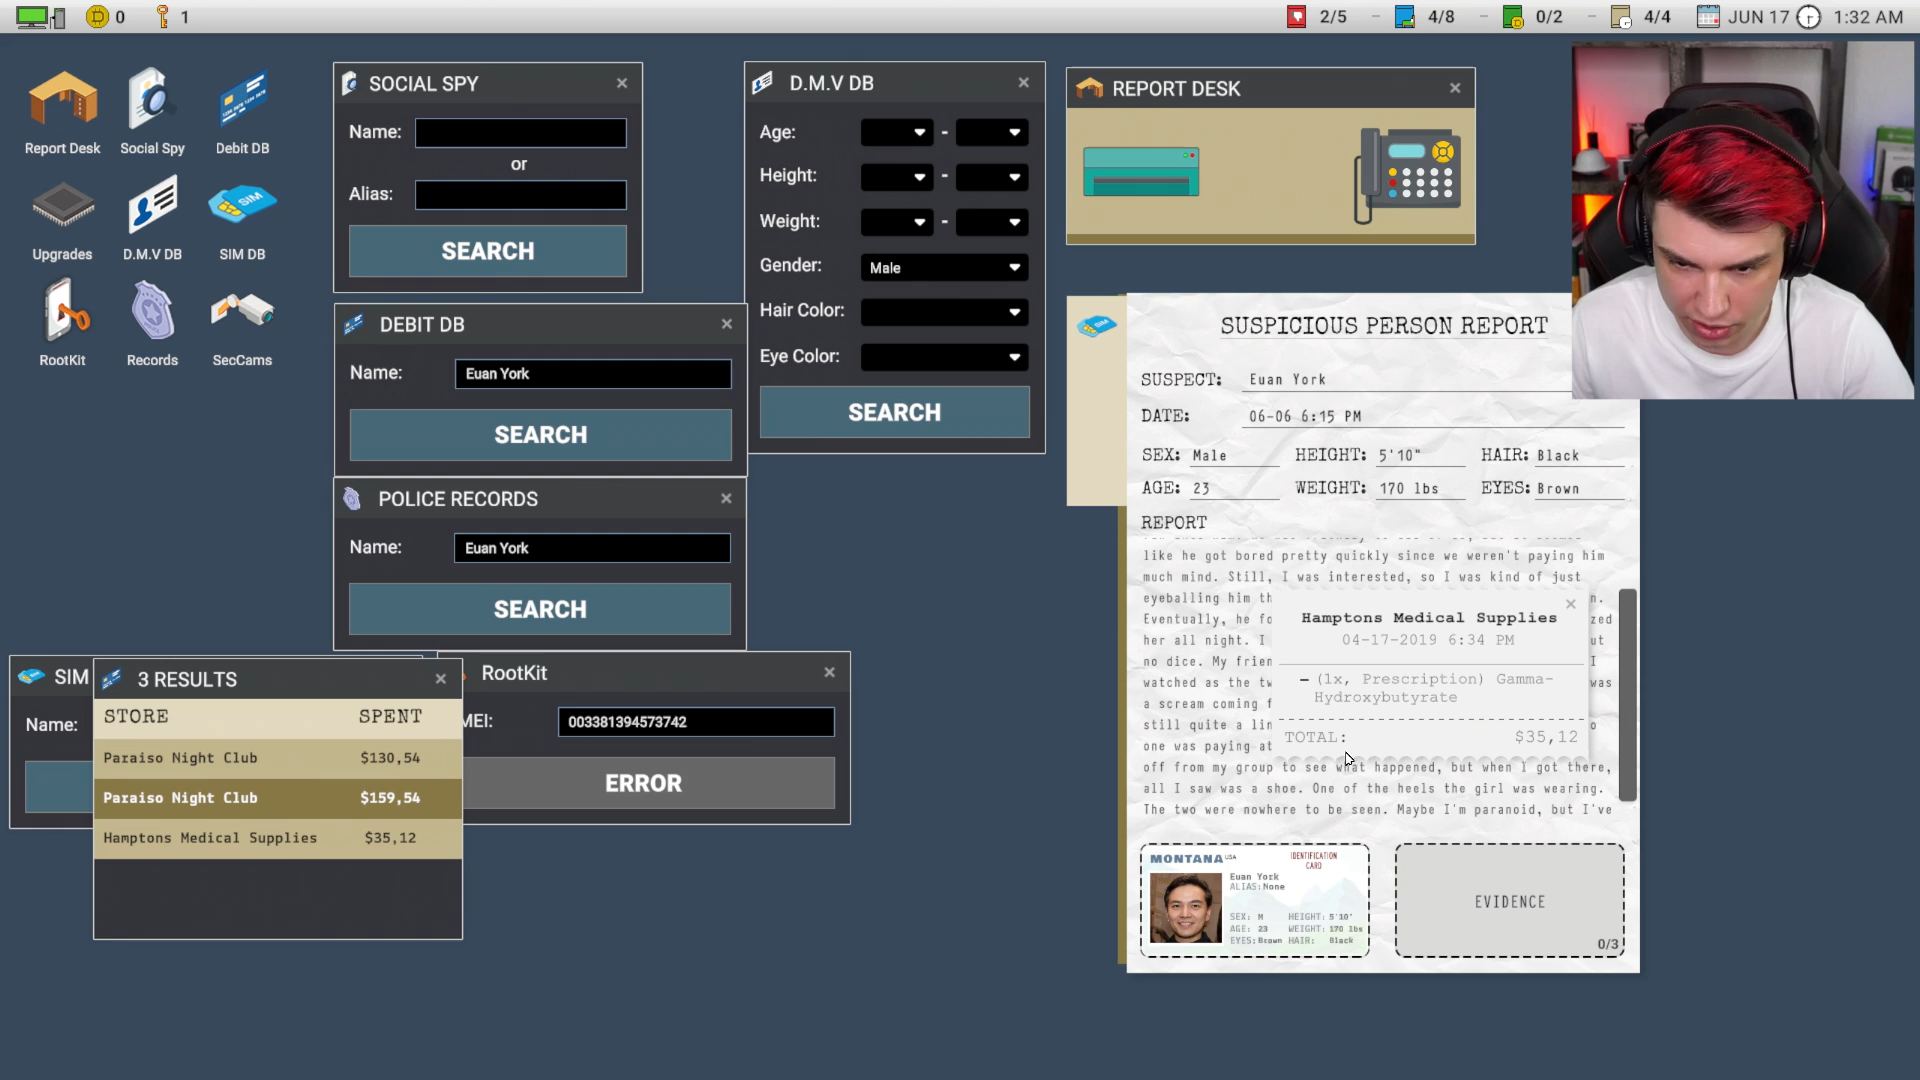 0
1
2/5
4/8
0/2
4/4
JUN 17
1:32 AM
Report Desk
Social Spy
Debit DB
Upgrades
D.M.V DB
SIM DB
SIM
RootKit
Records
SecCams
SOCIAL SPY
Name:
or
Alias:
SEARCH
DEBIT DB
Name:
Euan York
SEARCH
POLICE RECORDS
Name:
Euan York
SEARCH
D.M.V DB
Age:
-
Height:
-
Weight:
-
Gender:
Male
Hair Color:
Eye Color:
SEARCH
SIM
Name:
3 RESULTS
STORE SPENT
Paraiso Night Club $130,54
Paraiso Night Club $159,54
Hamptons Medical Supplies $35,12
RootKit
MEI:
003381394573742
ERROR
REPORT DESK
SIM
SUSPICIOUS PERSON REPORT
SUSPECT: Euan York
DATE: 06-06 6:15 PM
SEX: Male HEIGHT: 5'10" HAIR: Black
AGE: 23 WEIGHT: 170 lbs EYES: Brown
REPORT
like he got bored pretty quickly since we weren't paying him
much mind. Still, I was interested, so I was kind of just
eyeballing him th n.
Eventually, he fo zed
her all night. I ut
no dice. My frien I
watched as the tw was
a scream coming f
still quite a lin o
one was paying at
off from my group to see what happened, but when I got there,
all I saw was a shoe. One of the heels the girl was wearing.
The two were nowhere to be seen. Maybe I'm paranoid, but I've
Hamptons Medical Supplies
04-17-2019 6:34 PM
- (1x, Prescription) Gamma-
Hydroxybutyrate
TOTAL: $35,12
MONTANA USA
IDENTIFICATION
CARD
Euan York
ALIAS: None
SEX: M HEIGHT: 5'10"
AGE: 23 WEIGHT: 170 lbs
EYES: Brown HAIR: Black
EVIDENCE
0/3